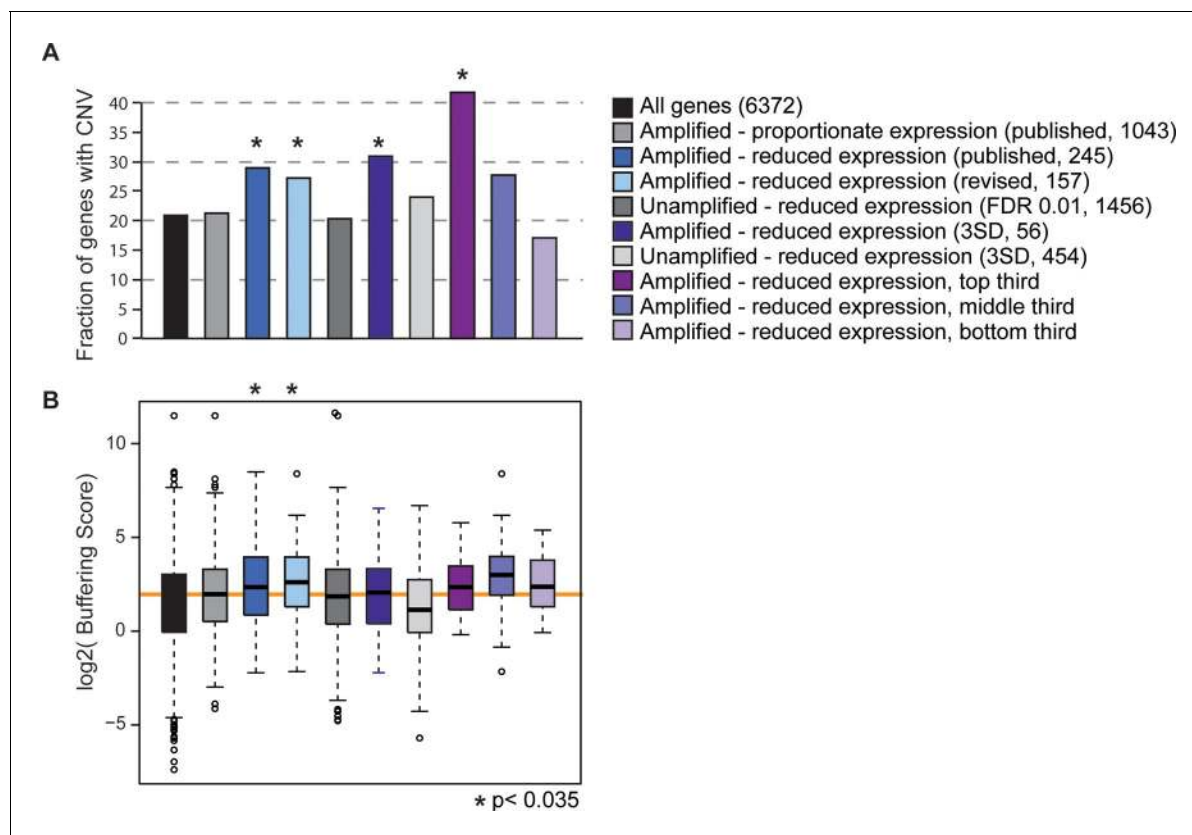 A
*
* * *
Fraction of genes with CNV
40
35
30
25
20
15
10
5
0
All genes (6372)
Amplified - proportionate expression (published, 1043)
Amplified - reduced expression (published, 245)
Amplified - reduced expression (revised, 157)
Unamplified - reduced expression (FDR 0.01, 1456)
Amplified - reduced expression (3SD, 56)
Unamplified - reduced expression (3SD, 454)
Amplified - reduced expression, top third
Amplified - reduced expression, middle third
Amplified - reduced expression, bottom third
B
* *
log2( Buffering Score)
10
5
0
−5
* p< 0.035